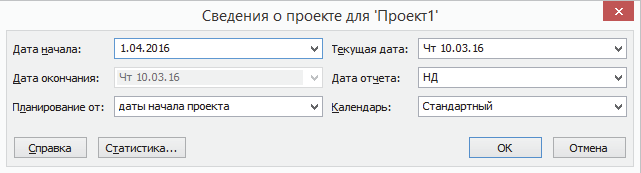 Сведения о проекте для 'Проект1'
Дата начала: 1.04.2016 Текущая дата: Чт 10.03.16
Дата окончания: Чт 10.03.16 Дата отчета: НД
Планирование от: даты начала проекта Календарь: Стандартный
Справка Статистика... ОК Отмена